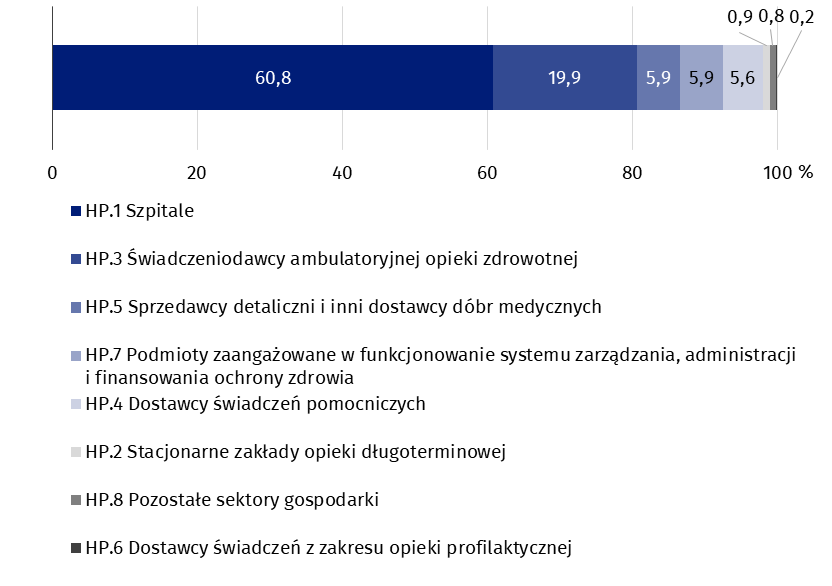 0,9 0,8 0,2
60,8 19,9 5,9 5,9 5,6
0 20 40 60 80 100 %
HP.1 Szpitale
HP.3 Świadczeniodawcy ambulatoryjnej opieki zdrowotnej
HP.5 Sprzedawcy detaliczni i inni dostawcy dóbr medycznych
HP.7 Podmioty zaangażowane w funkcjonowanie systemu zarządzania, administracji
i finansowania ochrony zdrowia
HP.4 Dostawcy świadczeń pomocniczych
HP.2 Stacjonarne zakłady opieki długoterminowej
HP.8 Pozostałe sektory gospodarki
HP.6 Dostawcy świadczeń z zakresu opieki profilaktycznej